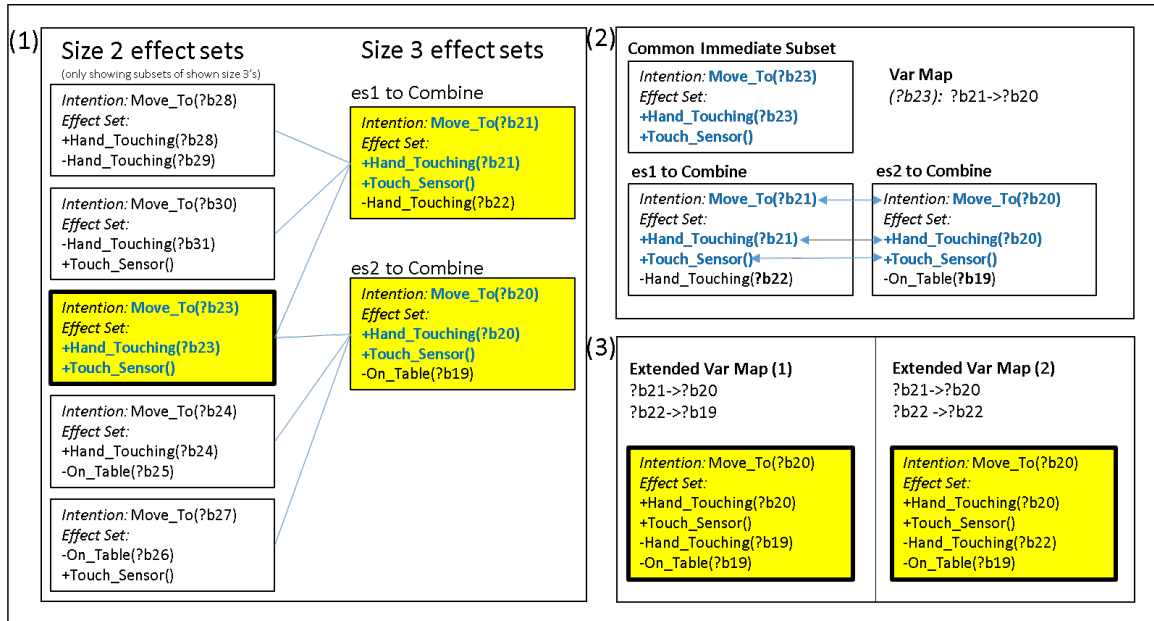 (1)
Size 2 effect sets
(only showing subsets of shown size 3's)
Intention: Move_To(?b28)
Effect Set:
+Hand_Touching(?b28)
-Hand_Touching(?b29)
Intention: Move_To(?b30)
Effect Set:
-Hand_Touching(?b31)
+Touch_Sensor()
Intention: Move_To(?b23)
Effect Set:
+Hand_Touching(?b23)
+Touch_Sensor()
Intention: Move_To(?b24)
Effect Set:
+Hand_Touching(?b24)
-On_Table(?b25)
Intention: Move_To(?b27)
Effect Set:
-On_Table(?b26)
+Touch_Sensor()
Size 3 effect sets
es1 to Combine
Intention: Move_To(?b21)
Effect Set:
+Hand_Touching(?b21)
+Touch_Sensor()
-Hand_Touching(?b22)
es2 to Combine
Intention: Move_To(?b20)
Effect Set:
+Hand_Touching(?b20)
+Touch_Sensor()
-On_Table(?b19)
(2)
Common Immediate Subset
Intention: Move_To(?b23)
Effect Set:
+Hand_Touching(?b23)
+Touch_Sensor()
Var Map
(?b23): ?b21->?b20
es1 to Combine
Intention: Move_To(?b21)
Effect Set:
+Hand_Touching(?b21)
+Touch_Sensor()
-Hand_Touching(?b22)
es2 to Combine
Intention: Move_To(?b20)
Effect Set:
+Hand_Touching(?b20)
+Touch_Sensor()
-On_Table(?b19)
(3)
Extended Var Map (1)
?b21->?b20
?b22->?b19
Intention: Move_To(?b20)
Effect Set:
+Hand_Touching(?b20)
+Touch_Sensor()
-Hand_Touching(?b19)
-On_Table(?b19)
Extended Var Map (2)
?b21->?b20
?b22 ->?b22
Intention: Move_To(?b20)
Effect Set:
+Hand_Touching(?b20)
+Touch_Sensor()
-Hand_Touching(?b22)
-On_Table(?b19)